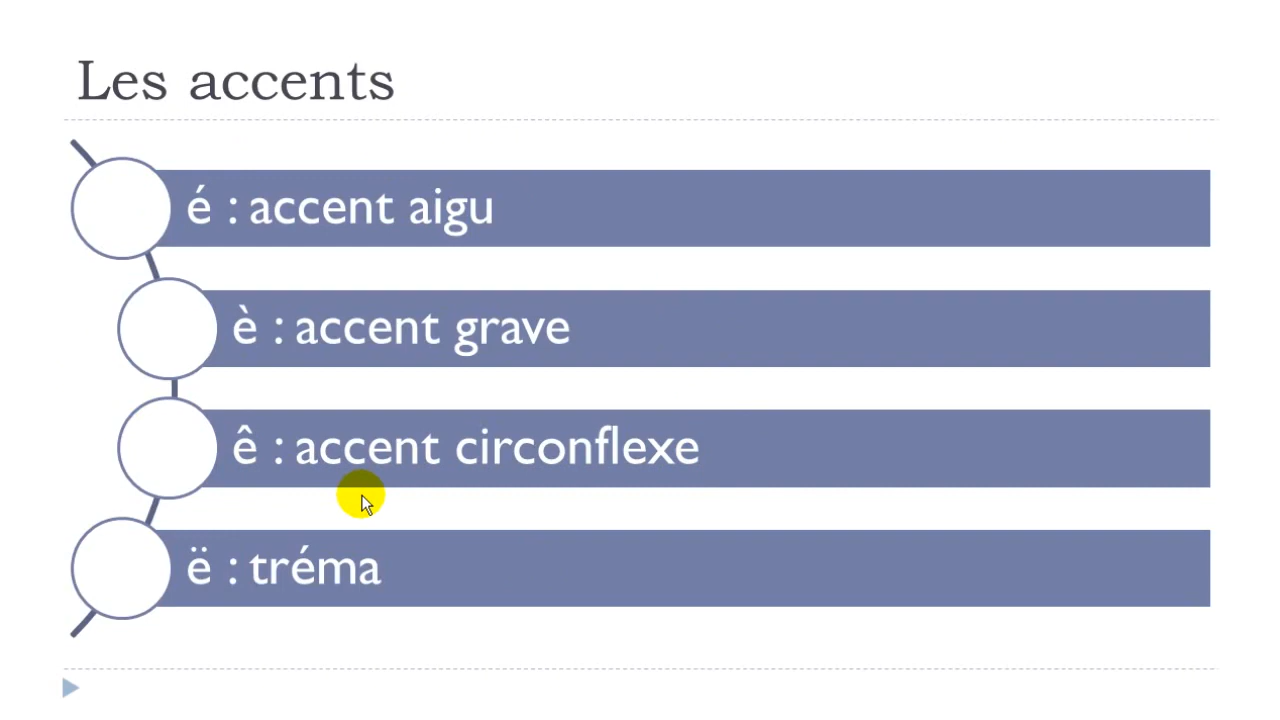 Les accents
é : accent aigu
è : accent grave
ê : accent circonflexe
ë : tréma